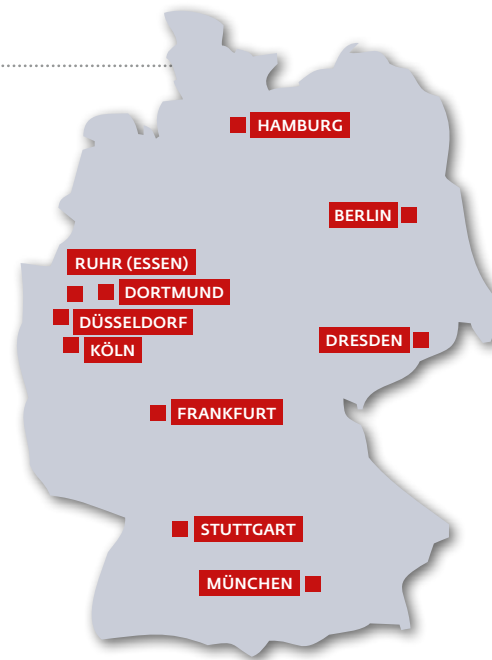 HAMBURG
BERLIN
RUHR (ESSEN)
DORTMUND
DÜSSELDORF
DRESDEN
KÖLN
FRANKFURT
STUTTGART
MÜNCHEN